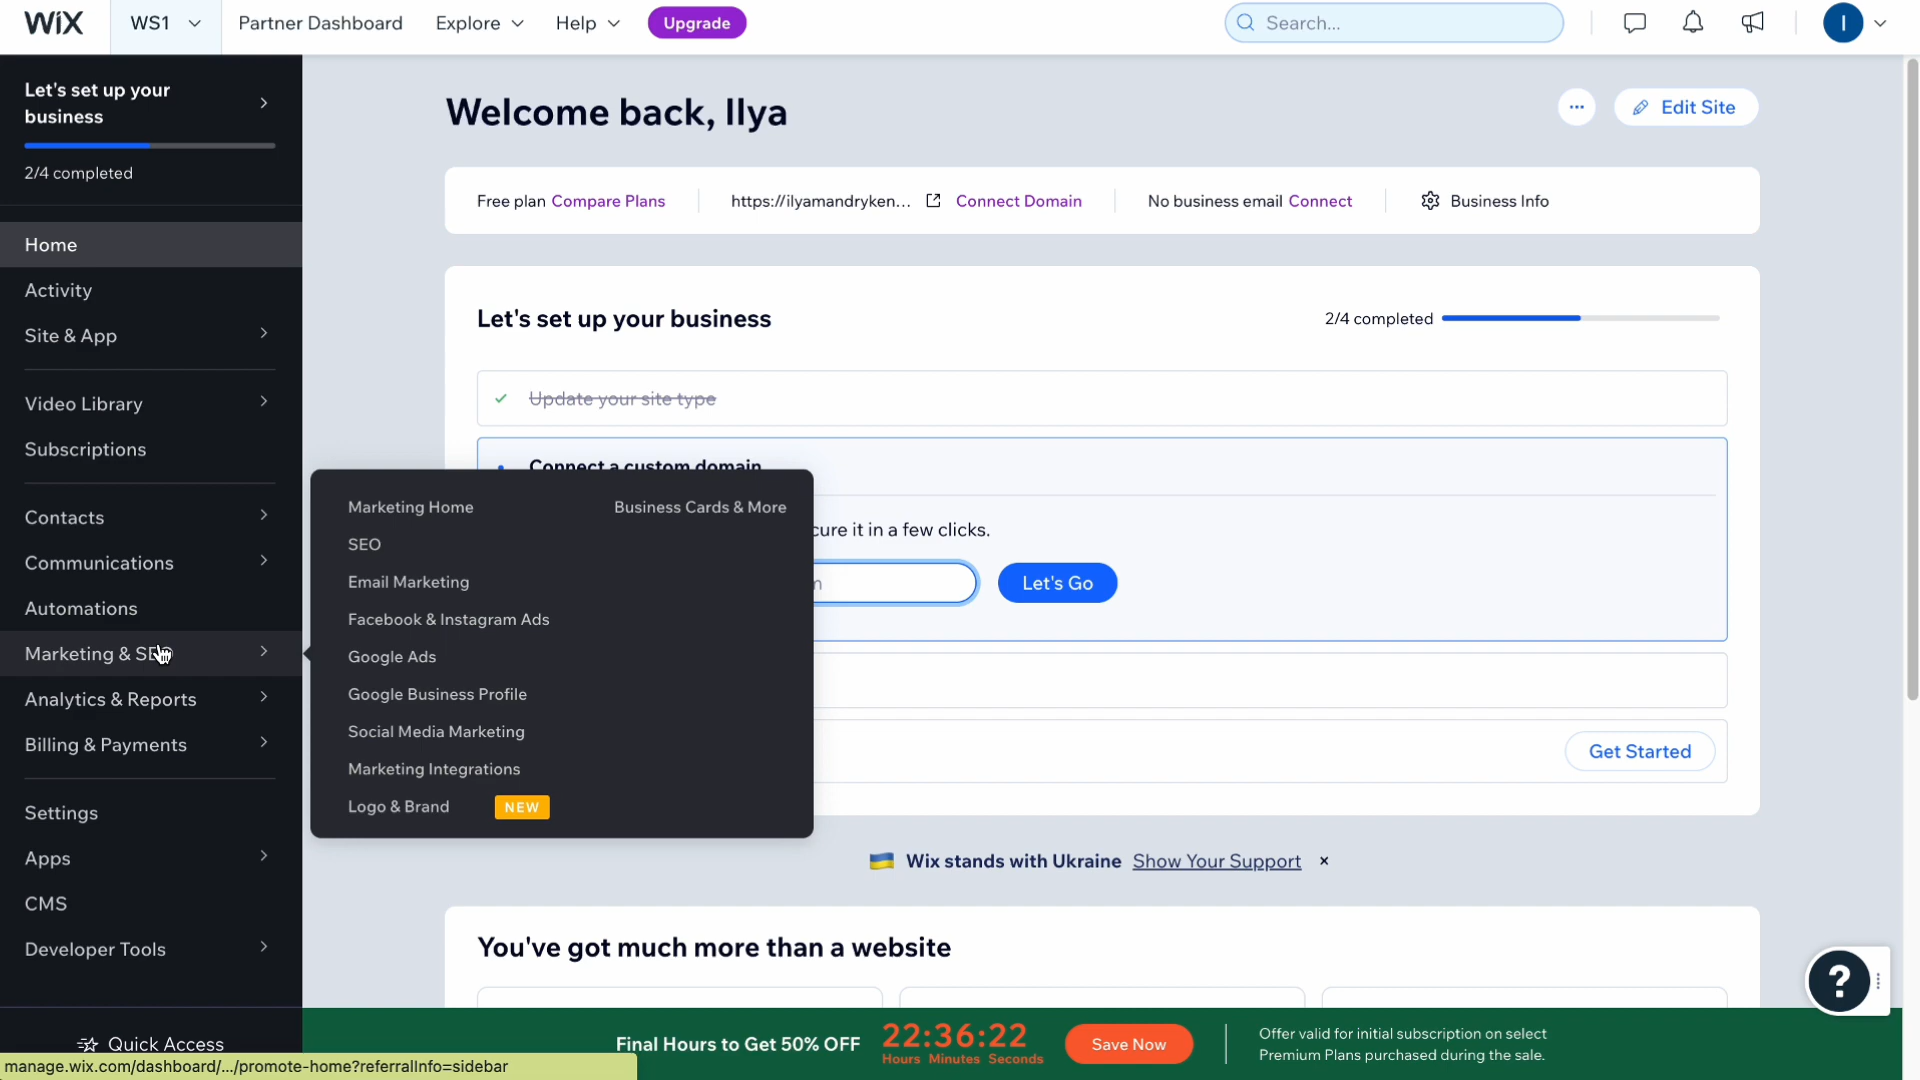 WiX
WS1
Partner Dashboard
Explore
Help
Upgrade
Search...
I
Let's set up your
business
2/4 completed
Home
Activity
Site & App
Video Library
Subscriptions
Contacts
Communications
Automations
Marketing & SEO
Analytics & Reports
Billing & Payments
Settings
Apps
CMS
Developer Tools
Quick Access
manage.wix.com/dashboard/.../promote-home?referralInfo=sidebar
Welcome back, Ilya
Edit Site
Free plan Compare Plans
https://ilyamandryken... Connect Domain
No business email Connect
Business Info
Let's set up your business
2/4 completed
Update your site type
Connect a custom domain
cure it in a few clicks.
Let's Go
Marketing Home
Business Cards & More
SEO
Email Marketing
Facebook & Instagram Ads
Google Ads
Google Business Profile
Social Media Marketing
Marketing Integrations
Logo & Brand NEW
Get Started
Wix stands with Ukraine Show Your Support ×
You've got much more than a website
?
Final Hours to Get 50% OFF
22:36:22
Hours Minutes Seconds
Save Now
Offer valid for initial subscription on select
Premium Plans purchased during the sale.